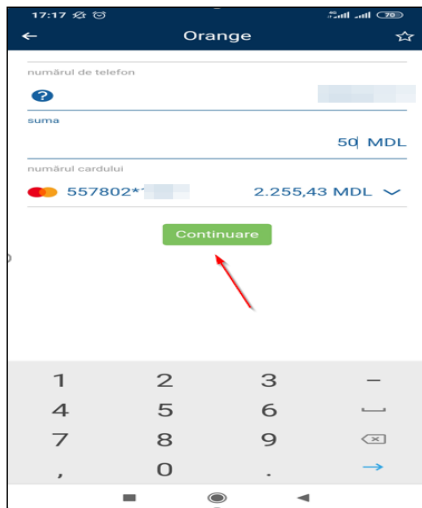 17:17 70
Orange
numărul de telefon
?
suma
50 MDL
numărul cardului
557802* 2.255,43 MDL
Continuare
1 2 3 –
4 5 6
7 8 9
, 0 .